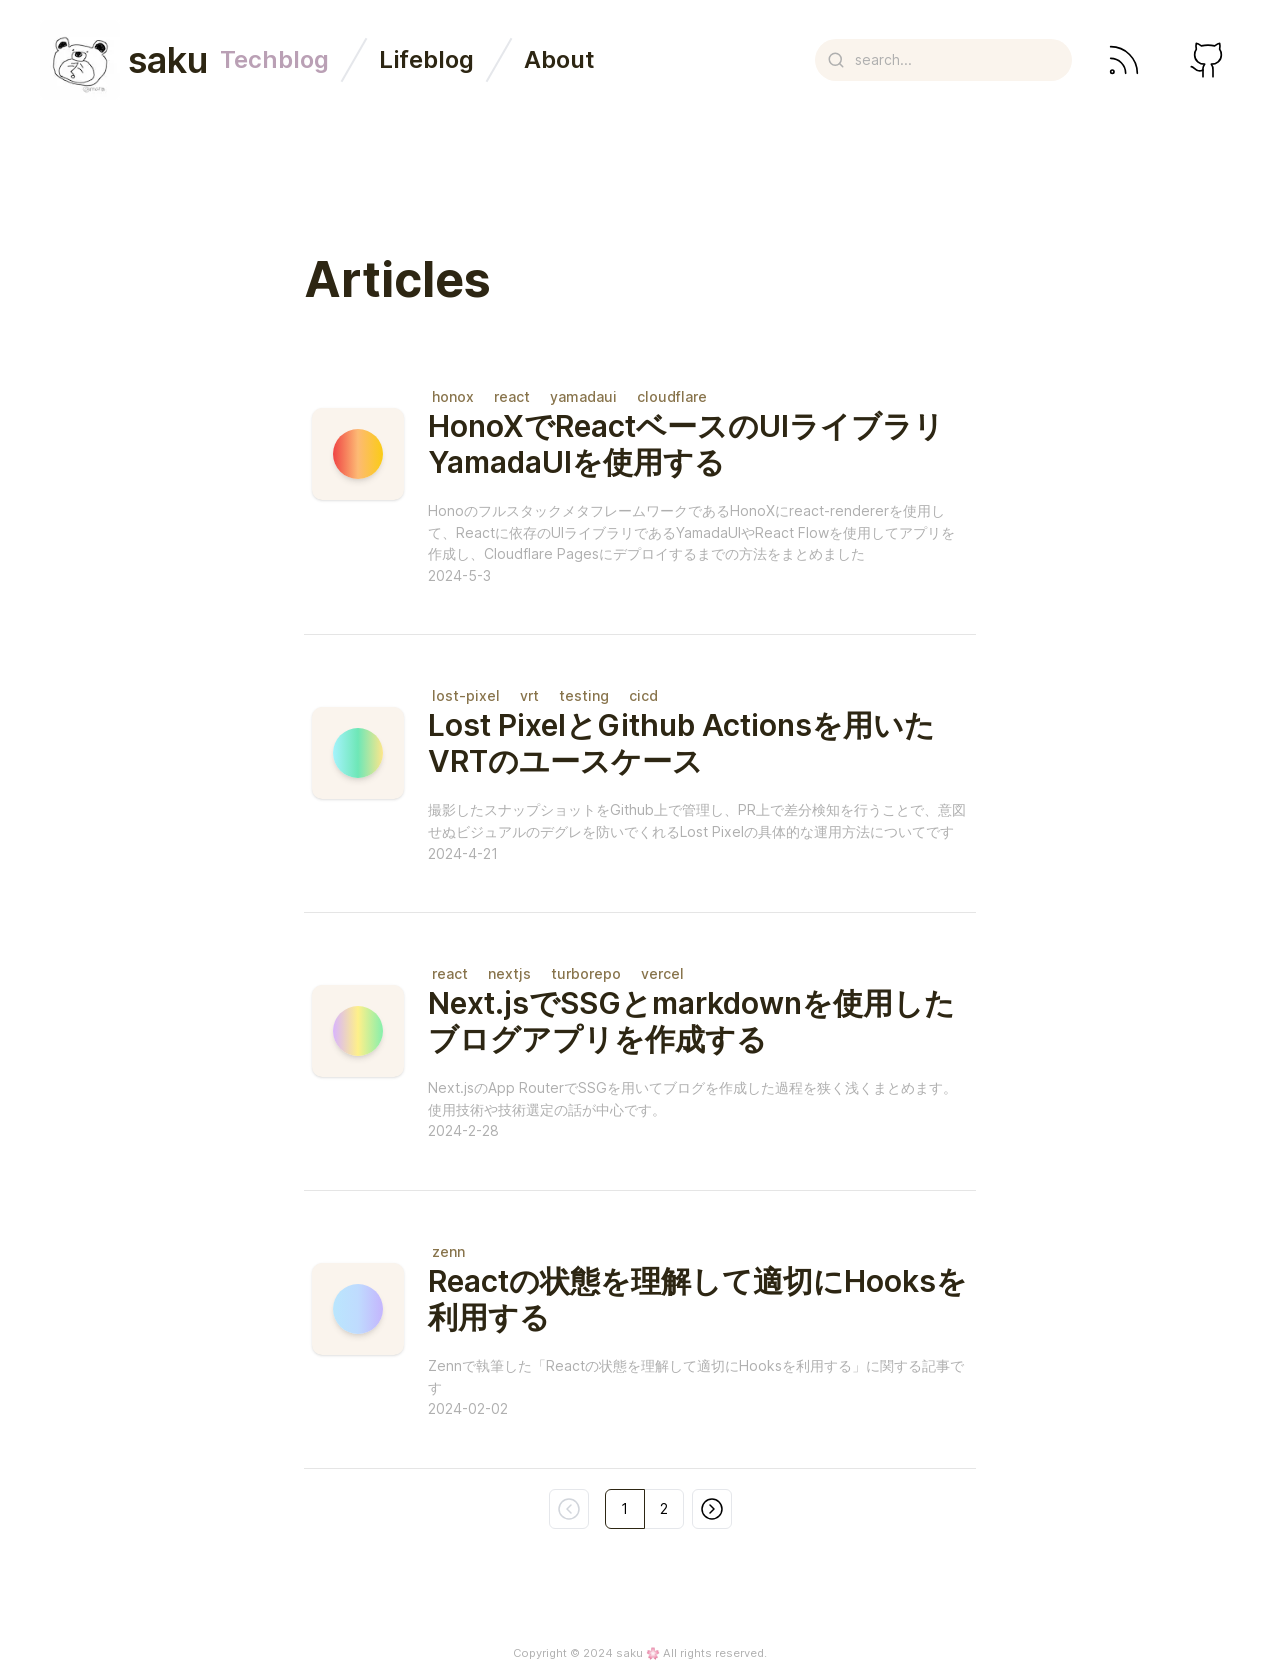 saku
Techblog
Lifeblog
About
search...
Articles
honox react yamadaui cloudflare
HonoXでReactベースのUIライブラリ
YamadaUIを使用する
HonoのフルスタックメタフレームワークであるHonoXにreact-rendererを使用し
て、Reactに依存のUIライブラリであるYamadaUIやReact Flowを使用してアプリを
作成し、Cloudflare Pagesにデプロイするまでの方法をまとめました
2024-5-3
lost-pixel vrt testing cicd
Lost PixelとGithub Actionsを用いた
VRTのユースケース
撮影したスナップショットをGithub上で管理し、PR上で差分検知を行うことで、意図
せぬビジュアルのデグレを防いでくれるLost Pixelの具体的な運用方法についてです
2024-4-21
react nextjs turborepo vercel
Next.jsでSSGとmarkdownを使用した
ブログアプリを作成する
Next.jsのApp RouterでSSGを用いてブログを作成した過程を狭く浅くまとめます。
使用技術や技術選定の話が中心です。
2024-2-28
zenn
Reactの状態を理解して適切にHooksを
利用する
Zennで執筆した「Reactの状態を理解して適切にHooksを利用する」に関する記事で
す
2024-02-02
1 2
Copyright © 2024 saku 🌸 All rights reserved.